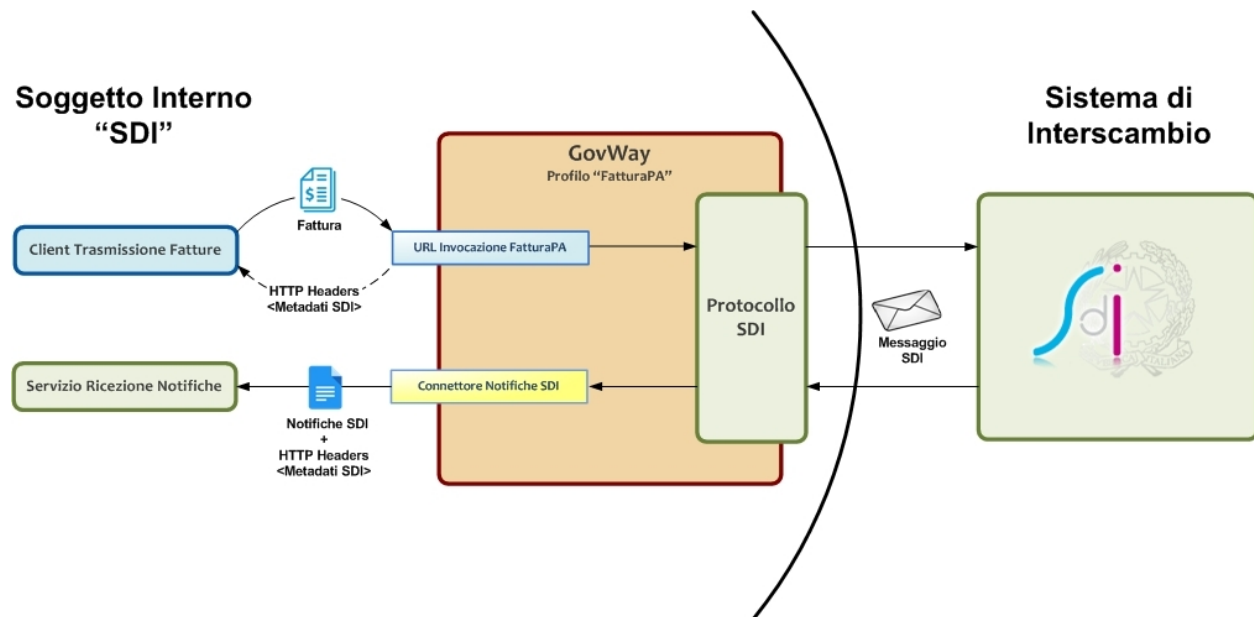 Soggetto Interno
“SDI”
Sistema di
Interscambio
GovWay
Profilo “FatturaPA”
Fattura
Client Trasmissione Fatture
URL Invocazione FatturaPA
HTTP Headers
<Metadati SDI>
Protocollo
SDI
Messaggio
SDI
Sdi
Servizio Ricezione Notifiche
Connettore Notifiche SDI
Notifiche SDI
+
HTTP Headers
<Metadati SDI>